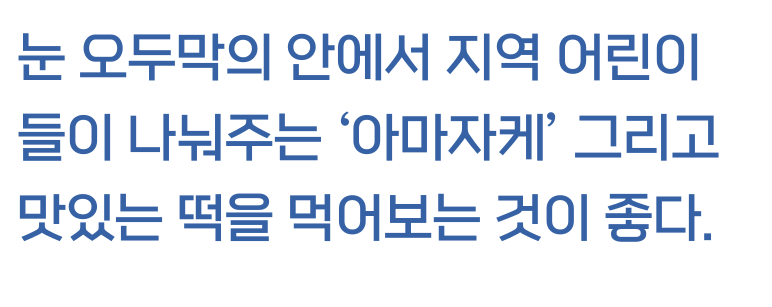 눈 오두막의 안에서 지역 어린이
들이 나눠주는 ‘아마자케’ 그리고
맛있는 떡을 먹어보는 것이 좋다.